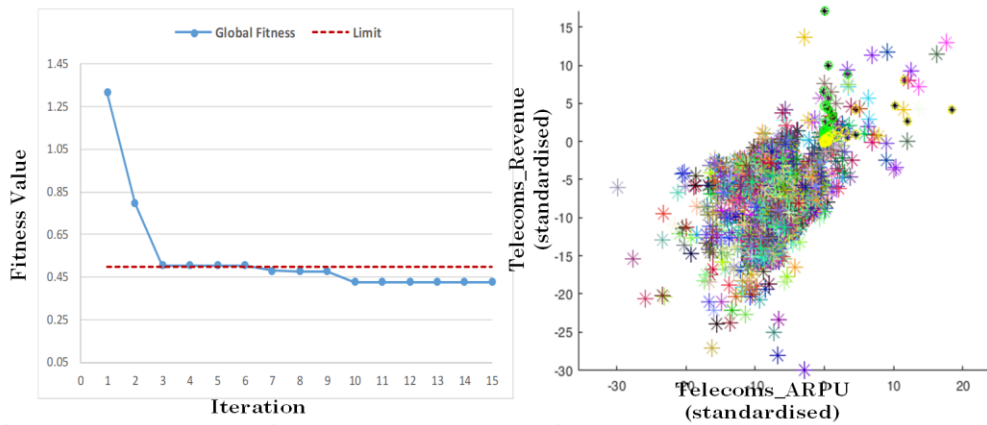 Global Fitness Limit
1.45
1.25
1.05
0.85
0.65
0.45
0.25
0.05
0 1 2 3 4 5 6 7 8 9 10 11 12 13 14 15
Fitness Value
Iteration
Telecoms_Revenue
(standardised)
15
10
5
0
-5
-10
-15
-20
-25
-30
-30 -20 -10 0 10 20
Telecoms_ARPU
(standardised)